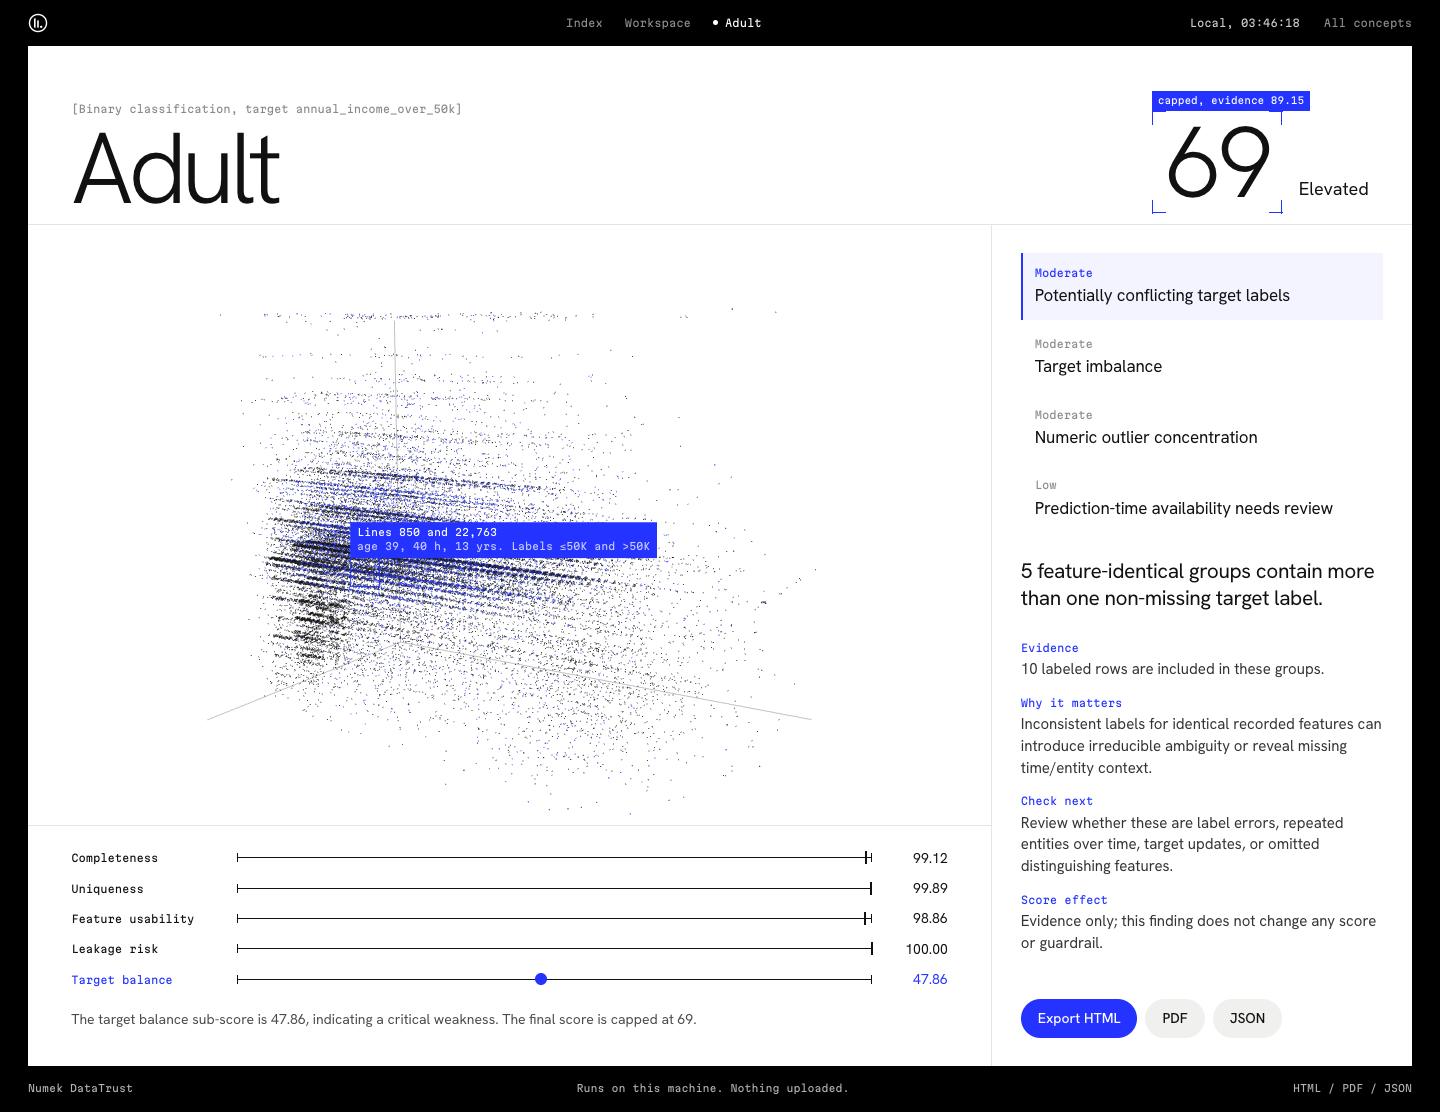 Index
Workspace
Adult
Local, 03:46:18
All concepts
[Binary classification, target annual_income_over_50k]
Adult
capped, evidence 89.15
69
Elevated
Lines 850 and 22,763
age 39, 40 h, 13 yrs. Labels ≤50K and >50K
Completeness 99.12
Uniqueness 99.89
Feature usability 98.86
Leakage risk 100.00
Target balance 47.86
The target balance sub-score is 47.86, indicating a critical weakness. The final score is capped at 69.
Moderate
Potentially conflicting target labels
Moderate
Target imbalance
Moderate
Numeric outlier concentration
Low
Prediction-time availability needs review
5 feature-identical groups contain more
than one non-missing target label.
Evidence
10 labeled rows are included in these groups.
Why it matters
Inconsistent labels for identical recorded features can
introduce irreducible ambiguity or reveal missing
time/entity context.
Check next
Review whether these are label errors, repeated
entities over time, target updates, or omitted
distinguishing features.
Score effect
Evidence only; this finding does not change any score
or guardrail.
Export HTML
PDF
JSON
Numek DataTrust
Runs on this machine. Nothing uploaded.
HTML / PDF / JSON